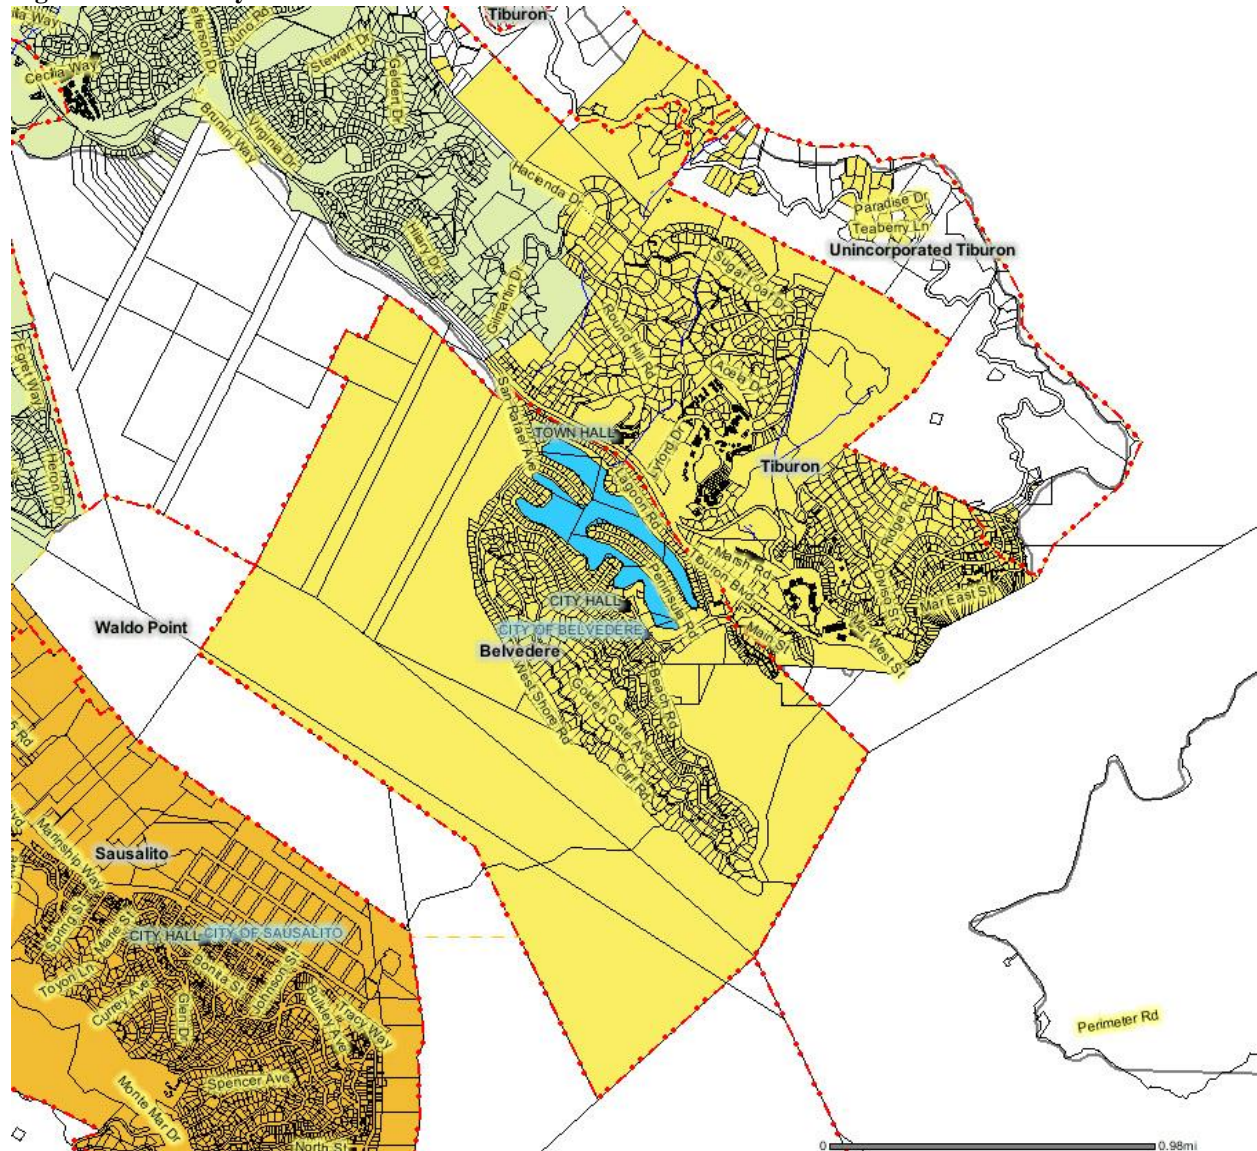 Tiburon
Cecilia Way
Jefferson Dr
Juno Rd
Stewart Dr
Geldert Dr
Brunini Way
Virginia Dr
Hacienda Dr
Paradise Dr
Teaberry Ln
Unincorporated Tiburon
Hilary Dr
Gilmartin Dr
Sugar Loaf Dr
Round Hill Rd
Acela Dr
Egret Way
Heron Dr
San Rafael Ave
TOWN HALL
Lyford Dr
Lagoon Rd
Tiburon
Ridge Rd
Marsh Rd
Tiburon Blvd
Peninsula Rd
CITY HALL
CITY OF BELVEDERE
Belvedere
Main St
Mar West St
Mar East St
Waldo Point
West Shore Rd
Golden Gate Ave
Beach Rd
Cliff Rd
Marinship Way
Sausalito
Spring St
Marie St
CITY HALL
CITY OF SAUSALITO
Toyon Ln
Currey Ave
Glen Dr
Bonita St
Johnson St
Bulkley Ave
Tract Way
Spencer Ave
Monte Mar Dr
North St
Perimeter Rd
0
0.98mi